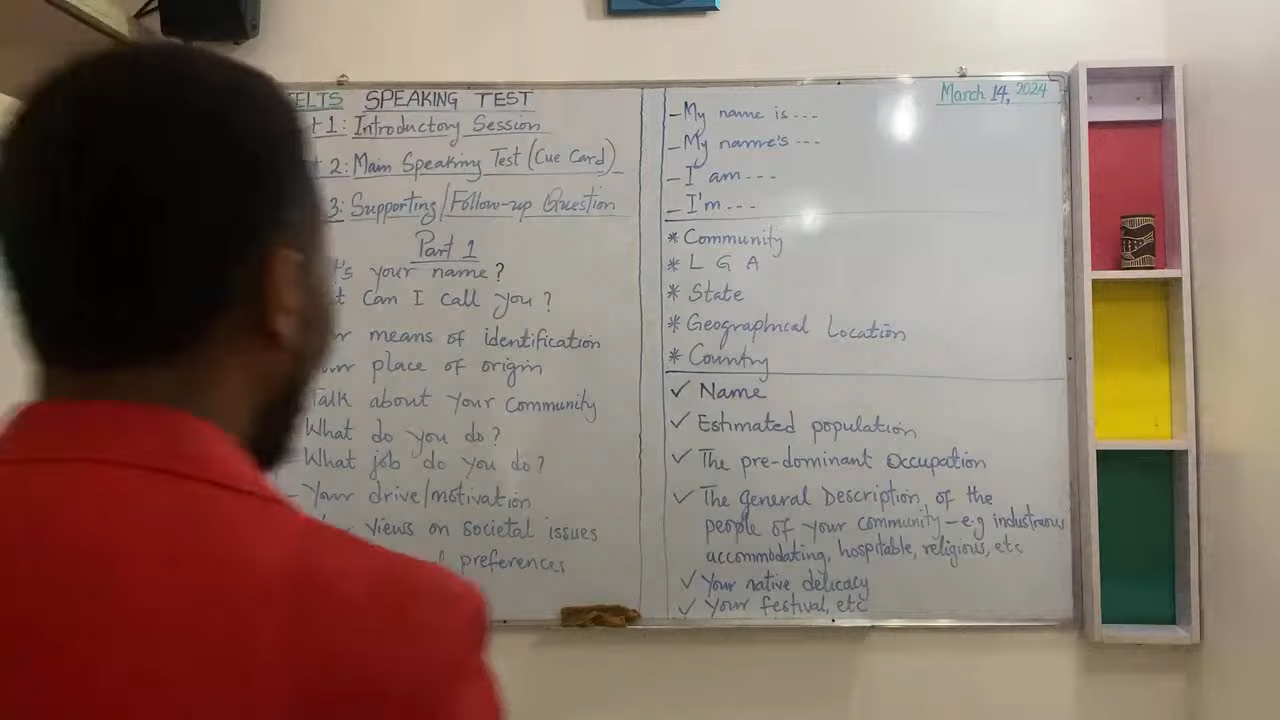 ELTS SPEAKING TEST
t 1: Introductory Session
2: Main Speaking Test (Cue Card)
3: Supporting/Follow-up Question
Part 1
's your name?
t Can I call you?
means of identification
place of origin
Talk about your community
What do you do?
- What job do you do?
- Your drive/motivation
views on societal issues
preferences
March 14, 2024
- My name is ---
- My name's ---
- I am ---
- I'm ---
* Community
* L G A
* State
* Geographical Location
* Country
✓ Name
✓ Estimated population
✓ The pre-dominant Occupation
✓ The general Description of the
people of your community - e.g industrious
accommodating, hospitable, religious, etc
✓ Your native delicacy
✓ Your festival, etc